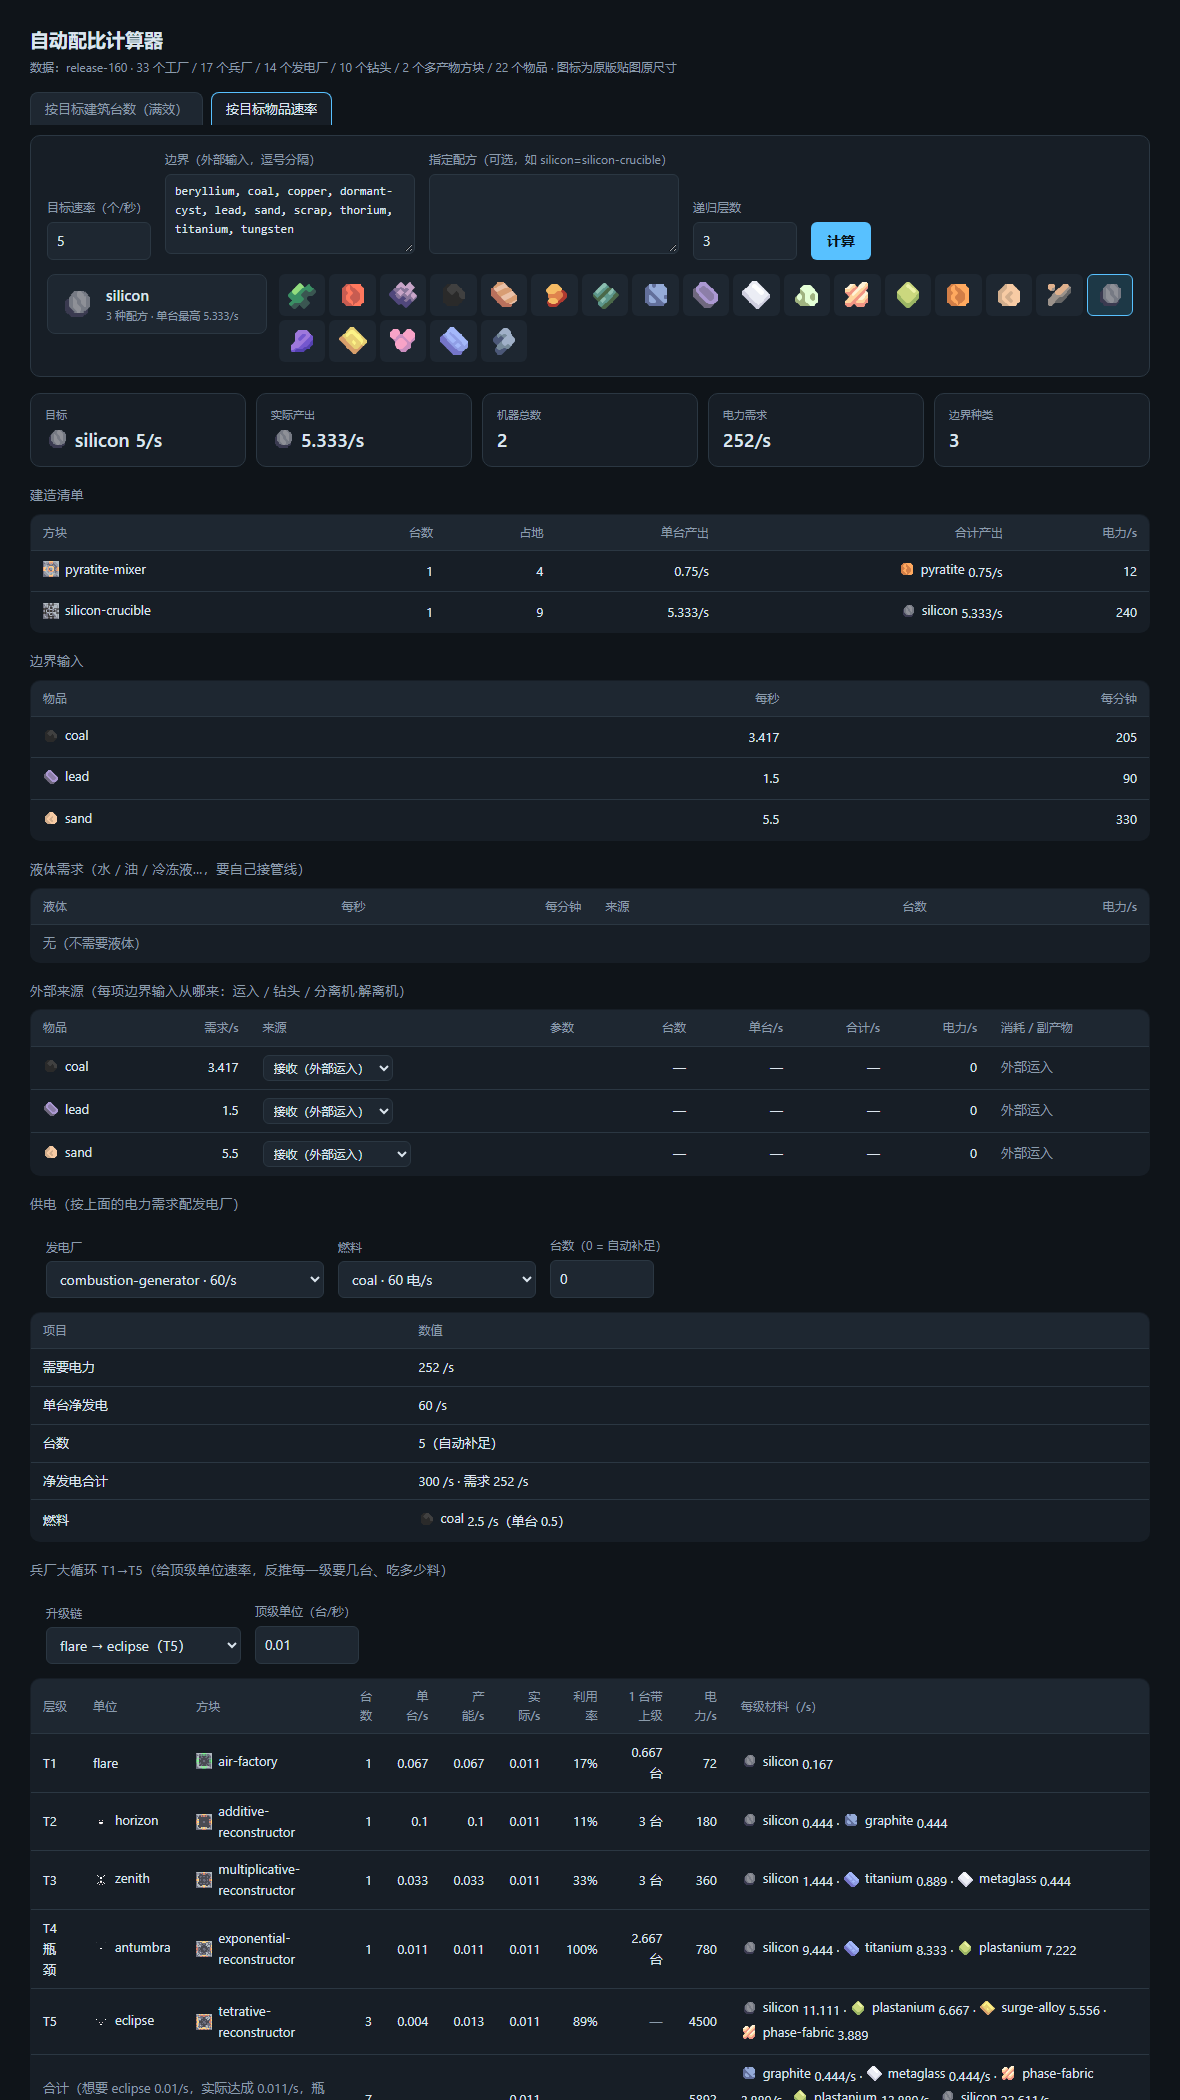 自动配比计算器
数据：release-160 · 33 个工厂 / 17 个兵厂 / 14 个发电厂 / 10 个钻头 / 2 个多产物方块 / 22 个物品 · 图标为原版贴图原尺寸
按目标建筑台数（满效）
按目标物品速率
目标速率（个/秒）
5
边界（外部输入，逗号分隔）
beryllium, coal, copper, dormant-
cyst, lead, sand, scrap, thorium,
titanium, tungsten
指定配方（可选，如 silicon=silicon-crucible）
递归层数
3
计算
silicon
3 种配方 · 单台最高 5.333/s
目标
silicon 5/s
实际产出
5.333/s
机器总数
2
电力需求
252/s
边界种类
3
建造清单
方块 台数 占地 单台产出 合计产出 电力/s
pyratite-mixer 1 4 0.75/s pyratite 0.75/s 12
silicon-crucible 1 9 5.333/s silicon 5.333/s 240
边界输入
物品 每秒 每分钟
coal 3.417 205
lead 1.5 90
sand 5.5 330
液体需求（水 / 油 / 冷冻液...，要自己接管线）
液体 每秒 每分钟 来源 台数 电力/s
无（不需要液体）
外部来源（每项边界输入从哪来：运入 / 钻头 / 分离机·解离机）
物品 需求/s 来源 参数 台数 单台/s 合计/s 电力/s 消耗 / 副产物
coal 3.417 接收（外部运入） — — — 0 外部运入
lead 1.5 接收（外部运入） — — — 0 外部运入
sand 5.5 接收（外部运入） — — — 0 外部运入
供电（按上面的电力需求配发电厂）
发电厂
combustion-generator · 60/s
燃料
coal · 60 电/s
台数（0 = 自动补足）
0
项目 数值
需要电力 252 /s
单台净发电 60 /s
台数 5（自动补足）
净发电合计 300 /s · 需求 252 /s
燃料 coal 2.5 /s（单台 0.5）
兵厂大循环 T1→T5（给顶级单位速率，反推每一级要几台、吃多少料）
升级链
flare → eclipse（T5）
顶级单位（台/秒）
0.01
层级 单位 方块 台数 单台/s 产能/s 实际/s 利用率 1 台带上级 电力/s 每级材料（/s）
T1 flare air-factory 1 0.067 0.067 0.011 17% 0.667 台 72 silicon 0.167
T2 horizon additive-reconstructor 1 0.1 0.1 0.011 11% 3 台 180 silicon 0.444 · graphite 0.444
T3 zenith multiplicative-reconstructor 1 0.033 0.033 0.011 33% 3 台 360 silicon 1.444 · titanium 0.889 · metaglass 0.444
T4 瓶颈 antumbra exponential-reconstructor 1 0.011 0.011 0.011 100% 2.667 台 780 silicon 9.444 · titanium 8.333 · plastanium 7.222
T5 eclipse tetrative-reconstructor 3 0.004 0.013 0.011 89% — 4500 silicon 11.111 · plastanium 6.667 · surge-alloy 5.556 · phase-fabric 3.889
graphite 0.444/s · metaglass 0.444/s · phase-fabric
合计（想要 eclipse 0.01/s，实际达成 0.011/s，瓶